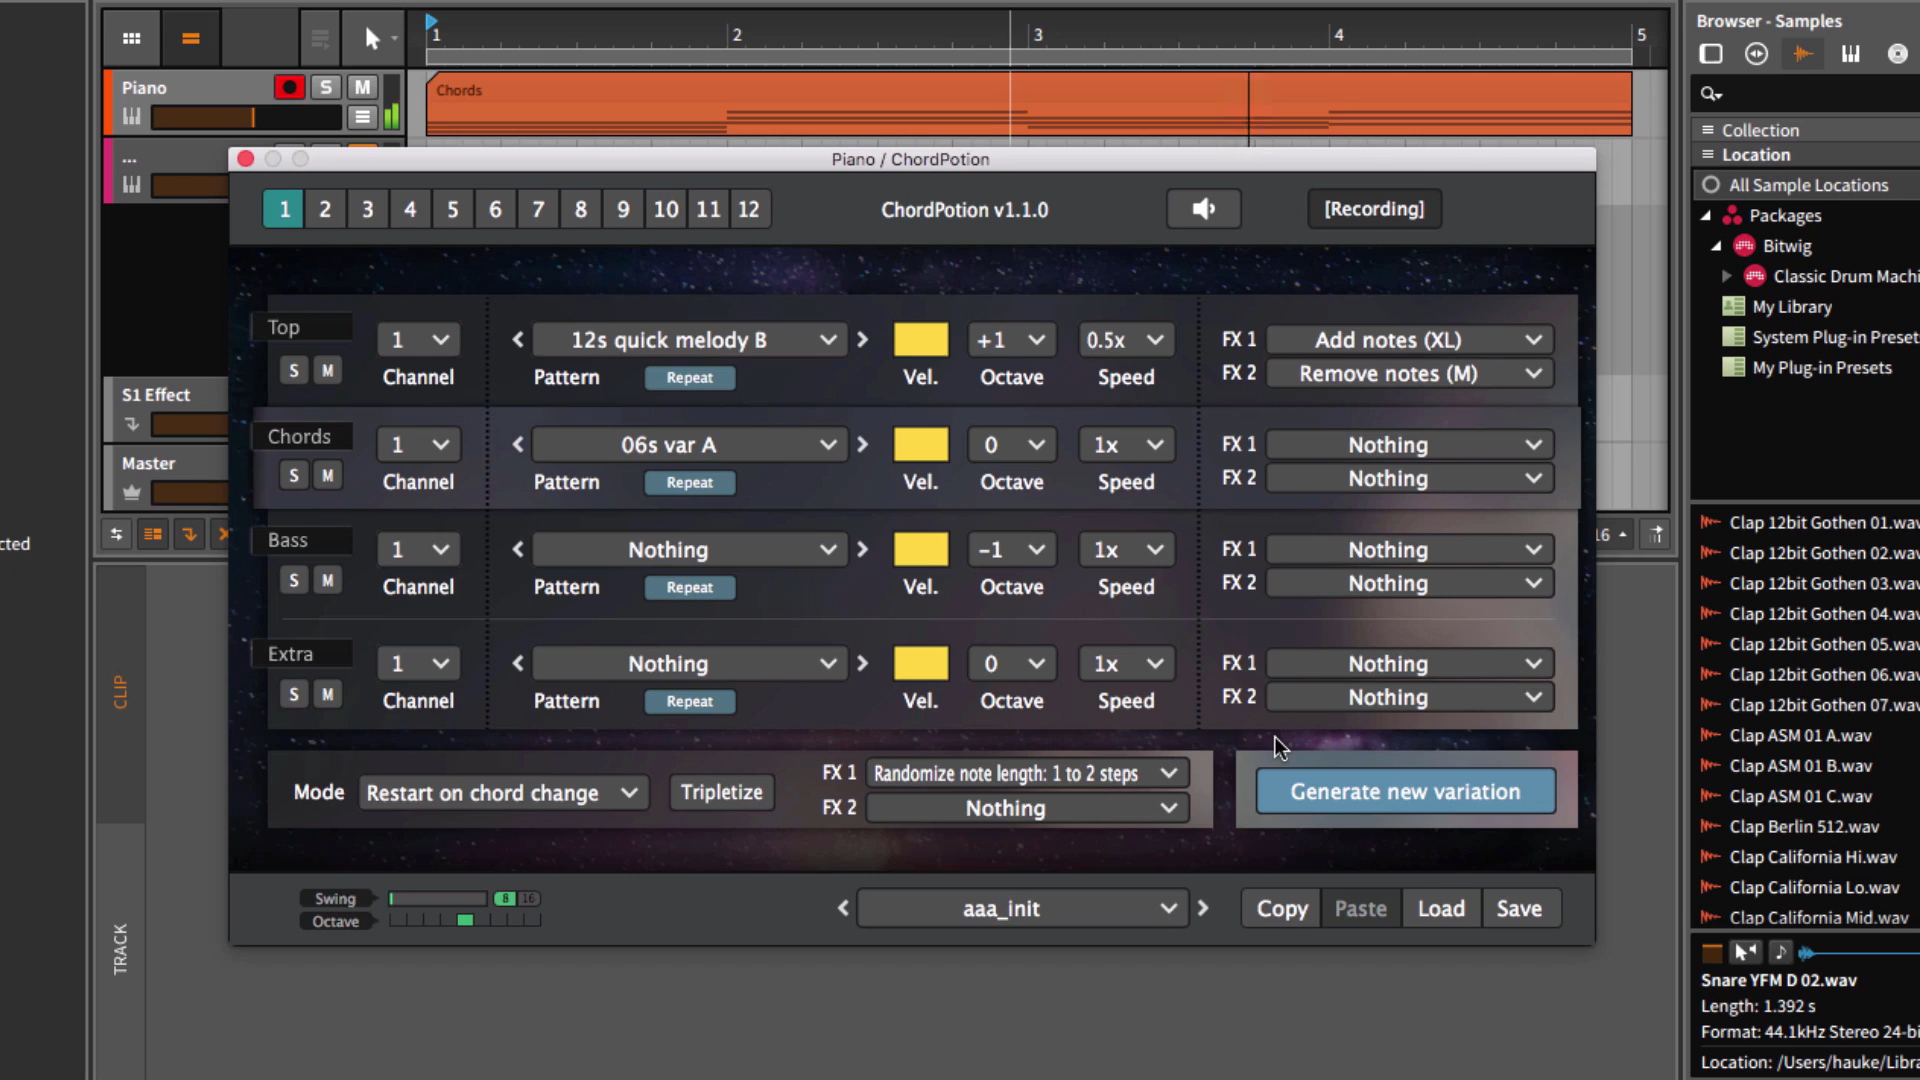 1 2 3 4 5
Piano S M
Chords
...
S1 Effect
Master
cted
16
CLIP
TRACK
Piano / ChordPotion
1 2 3 4 5 6 7 8 9 10 11 12
ChordPotion v1.1.0
[Recording]
Top 1 12s quick melody B +1 0.5x FX 1 Add notes (XL)
S M Channel Pattern Repeat Vel. Octave Speed FX 2 Remove notes (M)
Chords 1 06s var A 0 1x FX 1 Nothing
S M Channel Pattern Repeat Vel. Octave Speed FX 2 Nothing
Bass 1 Nothing -1 1x FX 1 Nothing
S M Channel Pattern Repeat Vel. Octave Speed FX 2 Nothing
Extra 1 Nothing 0 1x FX 1 Nothing
S M Channel Pattern Repeat Vel. Octave Speed FX 2 Nothing
Mode Restart on chord change Tripletize
FX 1 Randomize note length: 1 to 2 steps
FX 2 Nothing
Generate new variation
Swing 8 16
Octave
aaa_init
Copy Paste Load Save
Browser - Samples
Collection
Location
All Sample Locations
Packages
Bitwig
Classic Drum Machi
My Library
System Plug-in Preset
My Plug-in Presets
Clap 12bit Gothen 01.wav
Clap 12bit Gothen 02.wav
Clap 12bit Gothen 03.wav
Clap 12bit Gothen 04.wav
Clap 12bit Gothen 05.wav
Clap 12bit Gothen 06.wav
Clap 12bit Gothen 07.wav
Clap ASM 01 A.wav
Clap ASM 01 B.wav
Clap ASM 01 C.wav
Clap Berlin 512.wav
Clap California Hi.wav
Clap California Lo.wav
Clap California Mid.wav
Snare YFM D 02.wav
Length: 1.392 s
Format: 44.1kHz Stereo 24-bi
Location: /Users/hauke/Libra